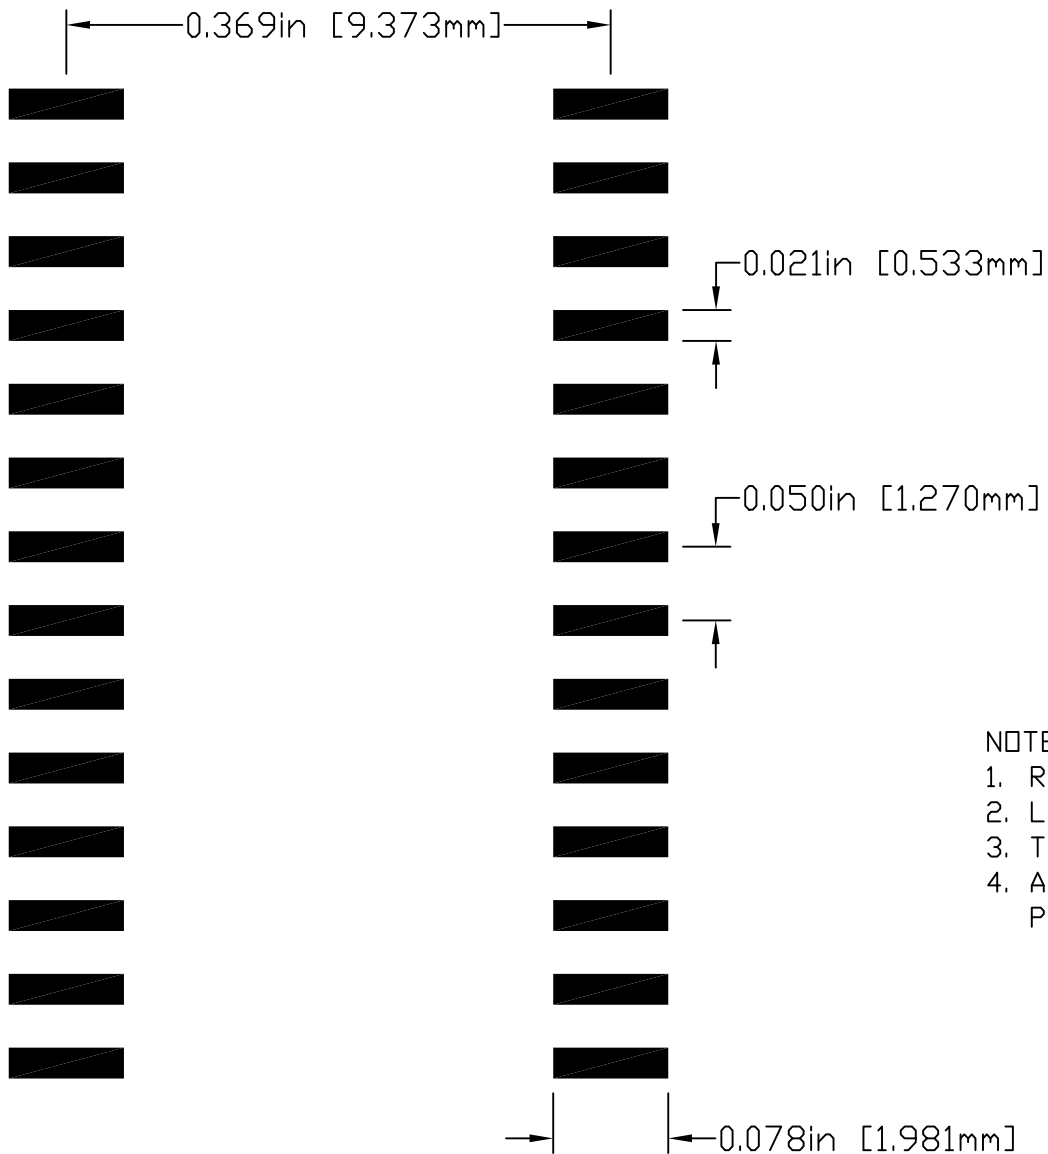 0.369in [9.373mm]
0.021in [0.533mm]
0.050in [1.270mm]
NOTE
1. R
2. L
3. T
4. A
P
0.078in [1.981mm]